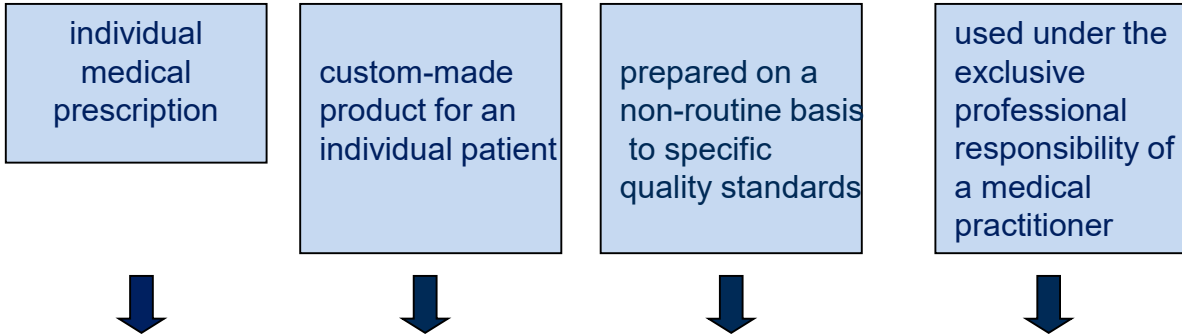 individual
medical
prescription
custom-made
product for an
individual patient
prepared on a
non-routine basis
to specific
quality standards
used under the
exclusive
professional
responsibility of
a medical
practitioner